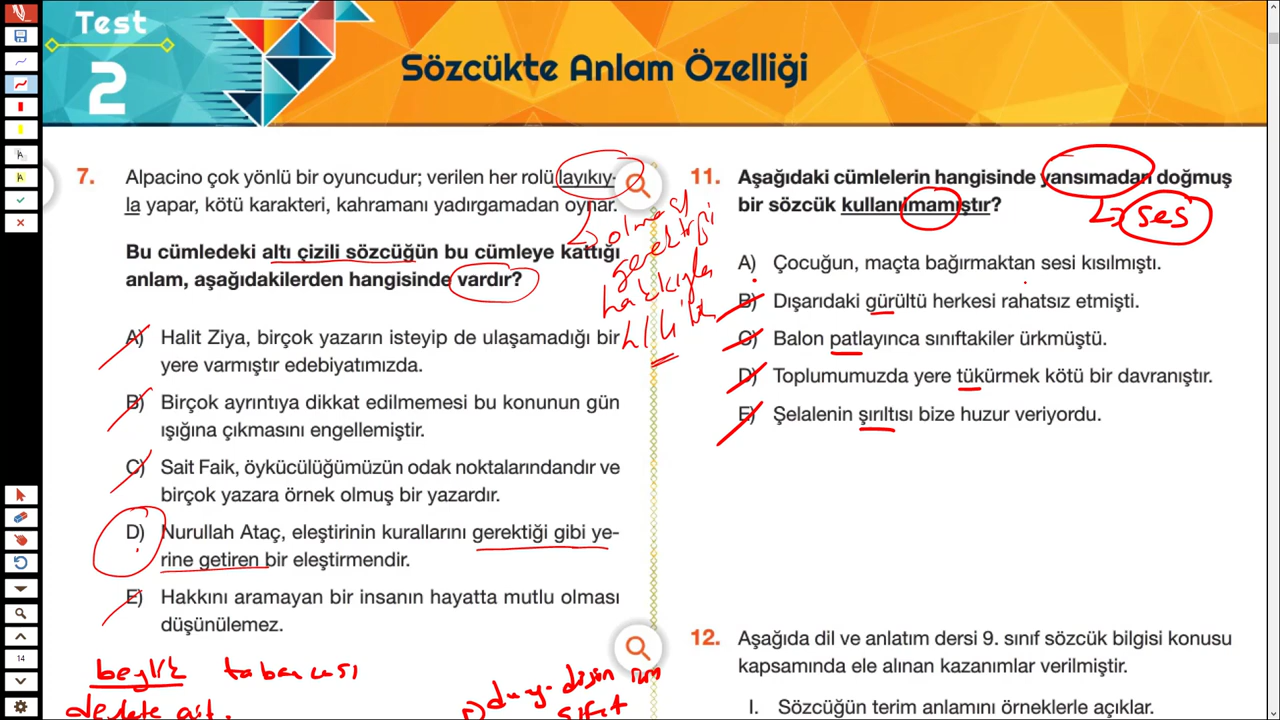 Test
2
Sözcükte Anlam Özelliği
7. Alpacino çok yönlü bir oyuncudur; verilen her rolü layıkıy-
la yapar, kötü karakteri, kahramanı yadırgamadan oynar.
olması
gerektiği
hakkıyla
Bu cümledeki altı çizili sözcüğün bu cümleye kattığı
anlam, aşağıdakilerden hangisinde vardır?
A) Halit Ziya, birçok yazarın isteyip de ulaşamadığı bir
yere varmıştır edebiyatımızda.
B) Birçok ayrıntıya dikkat edilmemesi bu konunun gün
ışığına çıkmasını engellemiştir.
C) Sait Faik, öykücülüğümüzün odak noktalarındandır ve
birçok yazara örnek olmuş bir yazardır.
D) Nurullah Ataç, eleştirinin kurallarını gerektiği gibi ye-
rine getiren bir eleştirmendir.
E) Hakkını aramayan bir insanın hayatta mutlu olması
düşünülemez.
beylik tabancası
devlete ait.
11. Aşağıdaki cümlelerin hangisinde yansımadan doğmuş
bir sözcük kullanılmamıştır?
ses
A) Çocuğun, maçta bağırmaktan sesi kısılmıştı.
B) Dışarıdaki gürültü herkesi rahatsız etmişti.
C) Balon patlayınca sınıftakiler ürkmüştü.
D) Toplumumuzda yere tükürmek kötü bir davranıştır.
E) Şelalenin şırıltısı bize huzur veriyordu.
12. Aşağıda dil ve anlatım dersi 9. sınıf sözcük bilgisi konusu
kapsamında ele alınan kazanımlar verilmiştir.
I. Sözcüğün terim anlamını örneklerle açıklar.
14